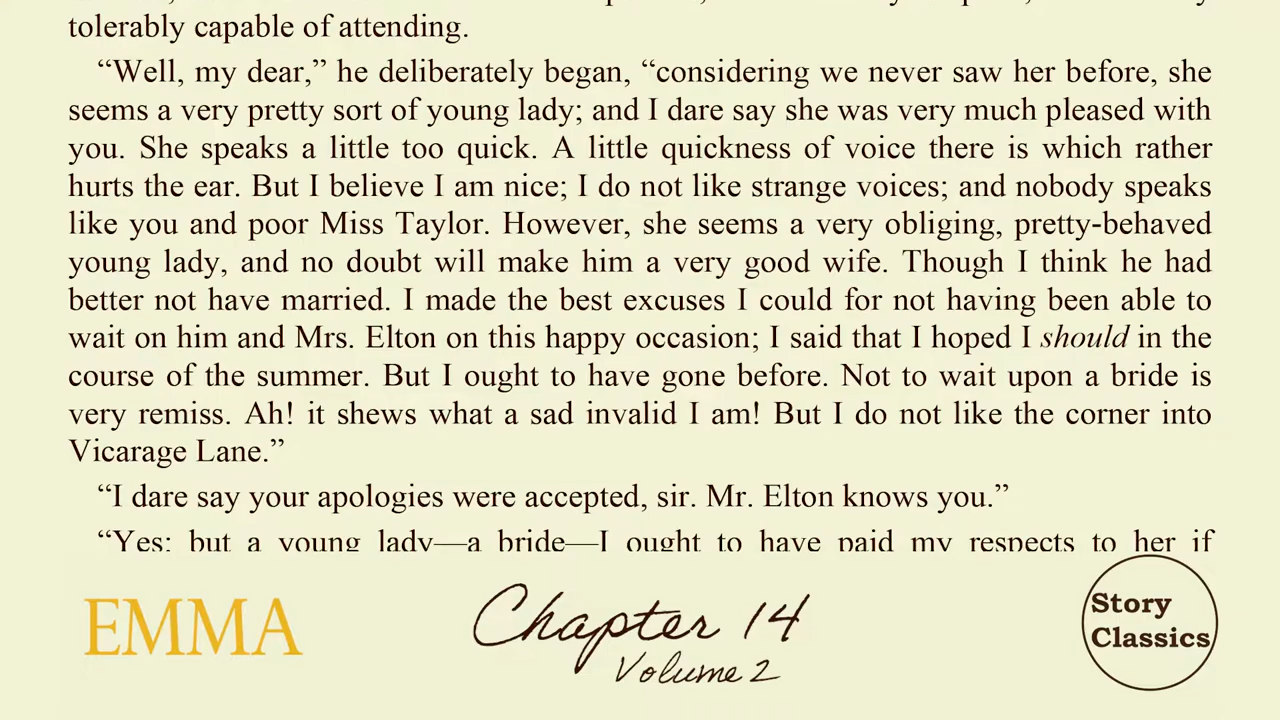 tolerably capable of attending.
“Well, my dear,” he deliberately began, “considering we never saw her before, she
seems a very pretty sort of young lady; and I dare say she was very much pleased with
you. She speaks a little too quick. A little quickness of voice there is which rather
hurts the ear. But I believe I am nice; I do not like strange voices; and nobody speaks
like you and poor Miss Taylor. However, she seems a very obliging, pretty-behaved
young lady, and no doubt will make him a very good wife. Though I think he had
better not have married. I made the best excuses I could for not having been able to
wait on him and Mrs. Elton on this happy occasion; I said that I hoped I should in the
course of the summer. But I ought to have gone before. Not to wait upon a bride is
very remiss. Ah! it shews what a sad invalid I am! But I do not like the corner into
Vicarage Lane.”
“I dare say your apologies were accepted, sir. Mr. Elton knows you.”
“Yes: but a young lady—a bride—I ought to have paid my respects to her if
EMMA
Chapter 14
Volume 2
Story
Classics